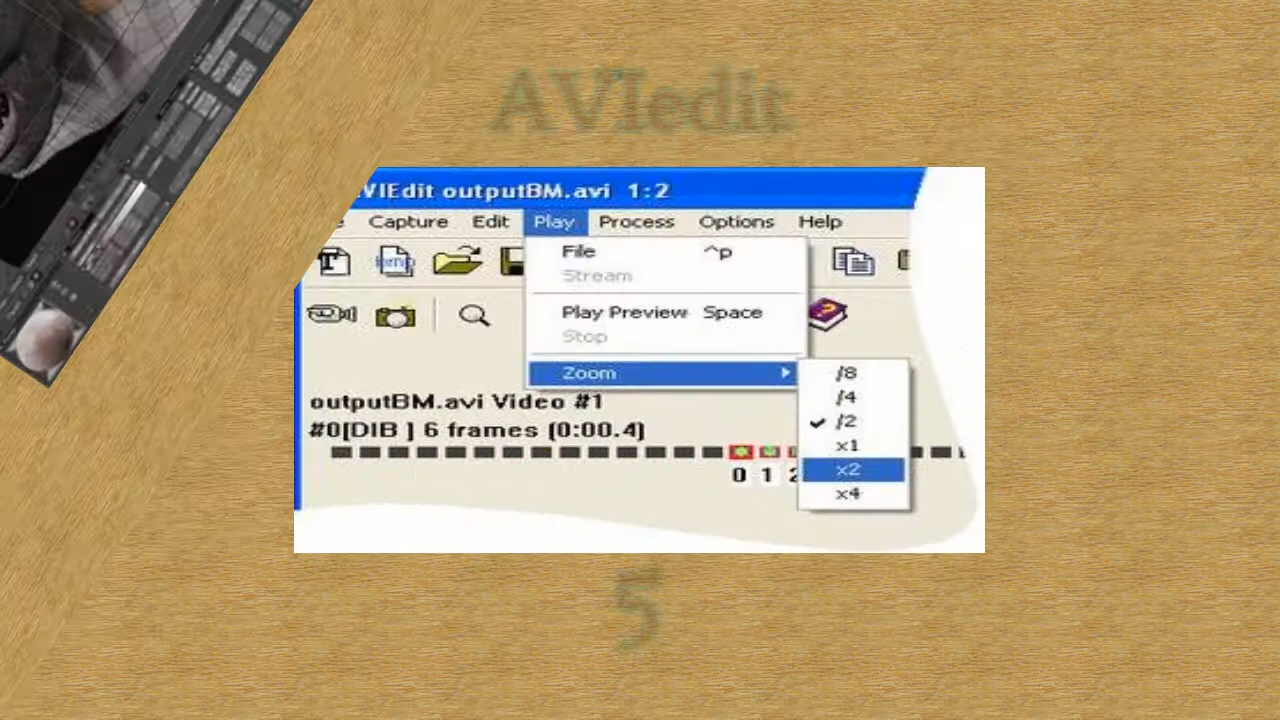 AVIedit
VIEdit outputBM.avi 1:2
e Capture Edit Play Process Options Help
T temp
File ^p
Stream
Play Preview Space
Stop
Zoom
/8
/4
/2
x1
x2
x4
outputBM.avi Video #1
#0[DIB ] 6 frames (0:00.4)
0 1 2
5